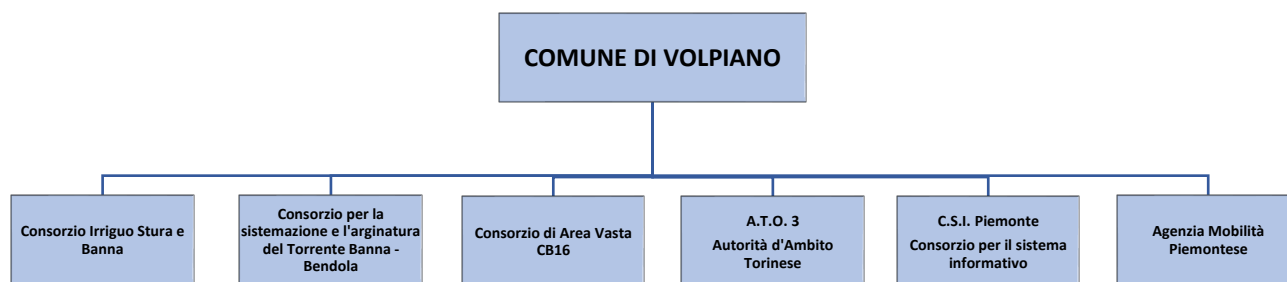 COMUNE DI VOLPIANO
Consorzio Irriguo Stura e
Banna
Consorzio per la
sistemazione e l'arginatura
del Torrente Banna -
Bendola
Consorzio di Area Vasta
CB16
A.T.O. 3
Autorità d'Ambito
Torinese
C.S.I. Piemonte
Consorzio per il sistema
informativo
Agenzia Mobilità
Piemontese